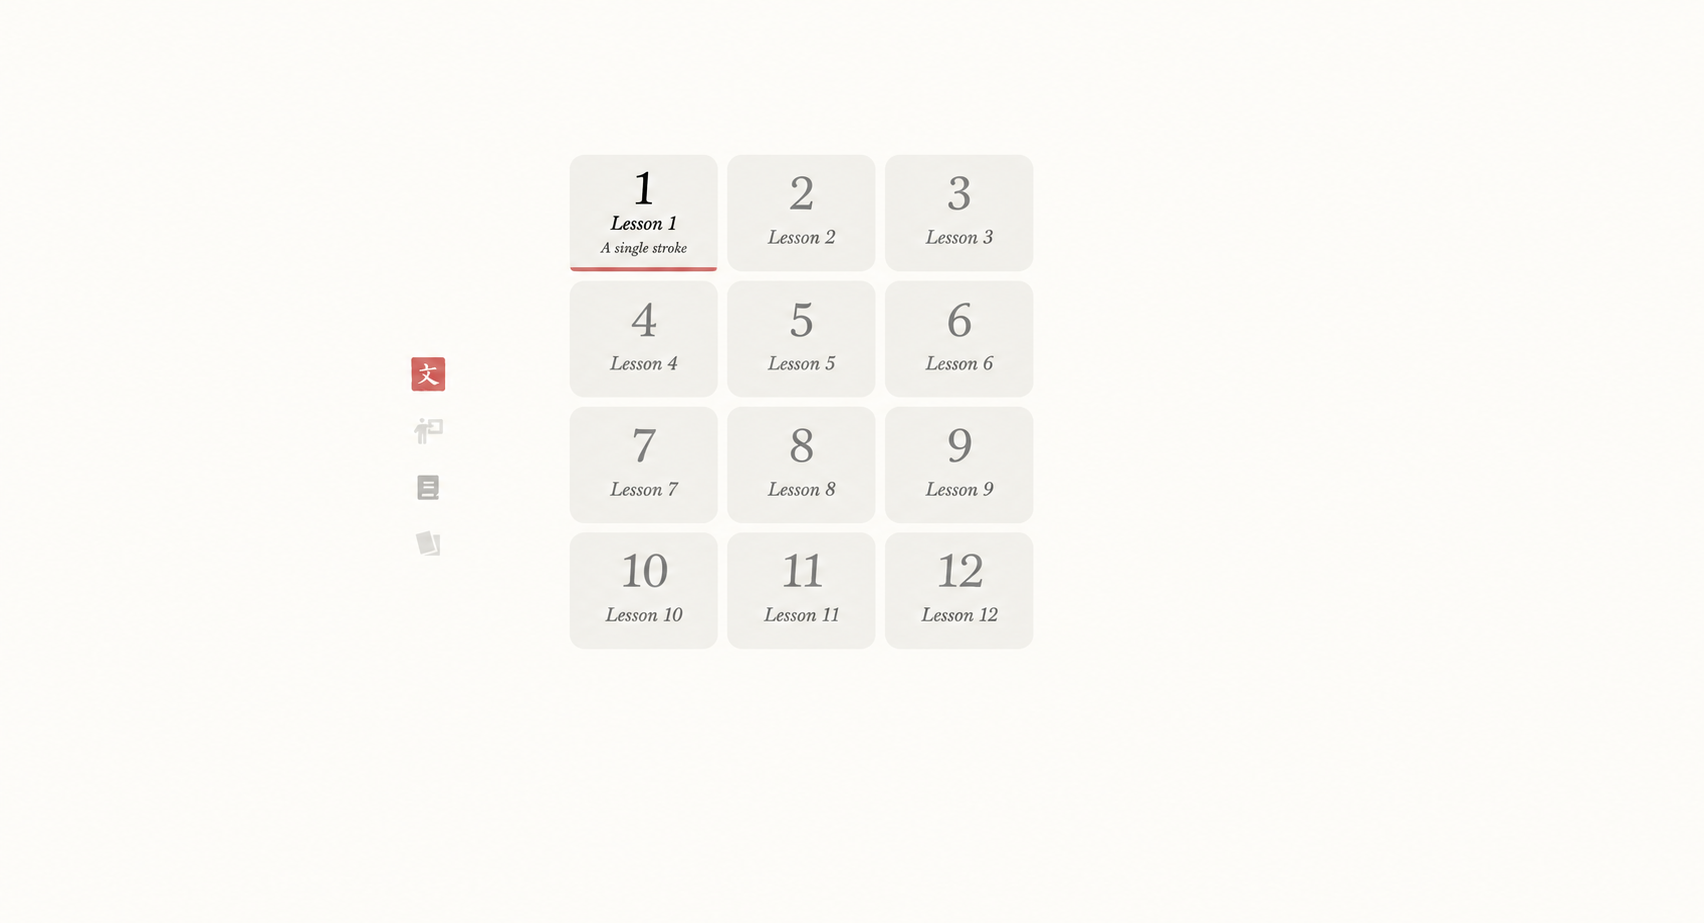 1
Lesson 1
A single stroke
2
Lesson 2
3
Lesson 3
4
Lesson 4
5
Lesson 5
6
Lesson 6
文
7
Lesson 7
8
Lesson 8
9
Lesson 9
10
Lesson 10
11
Lesson 11
12
Lesson 12